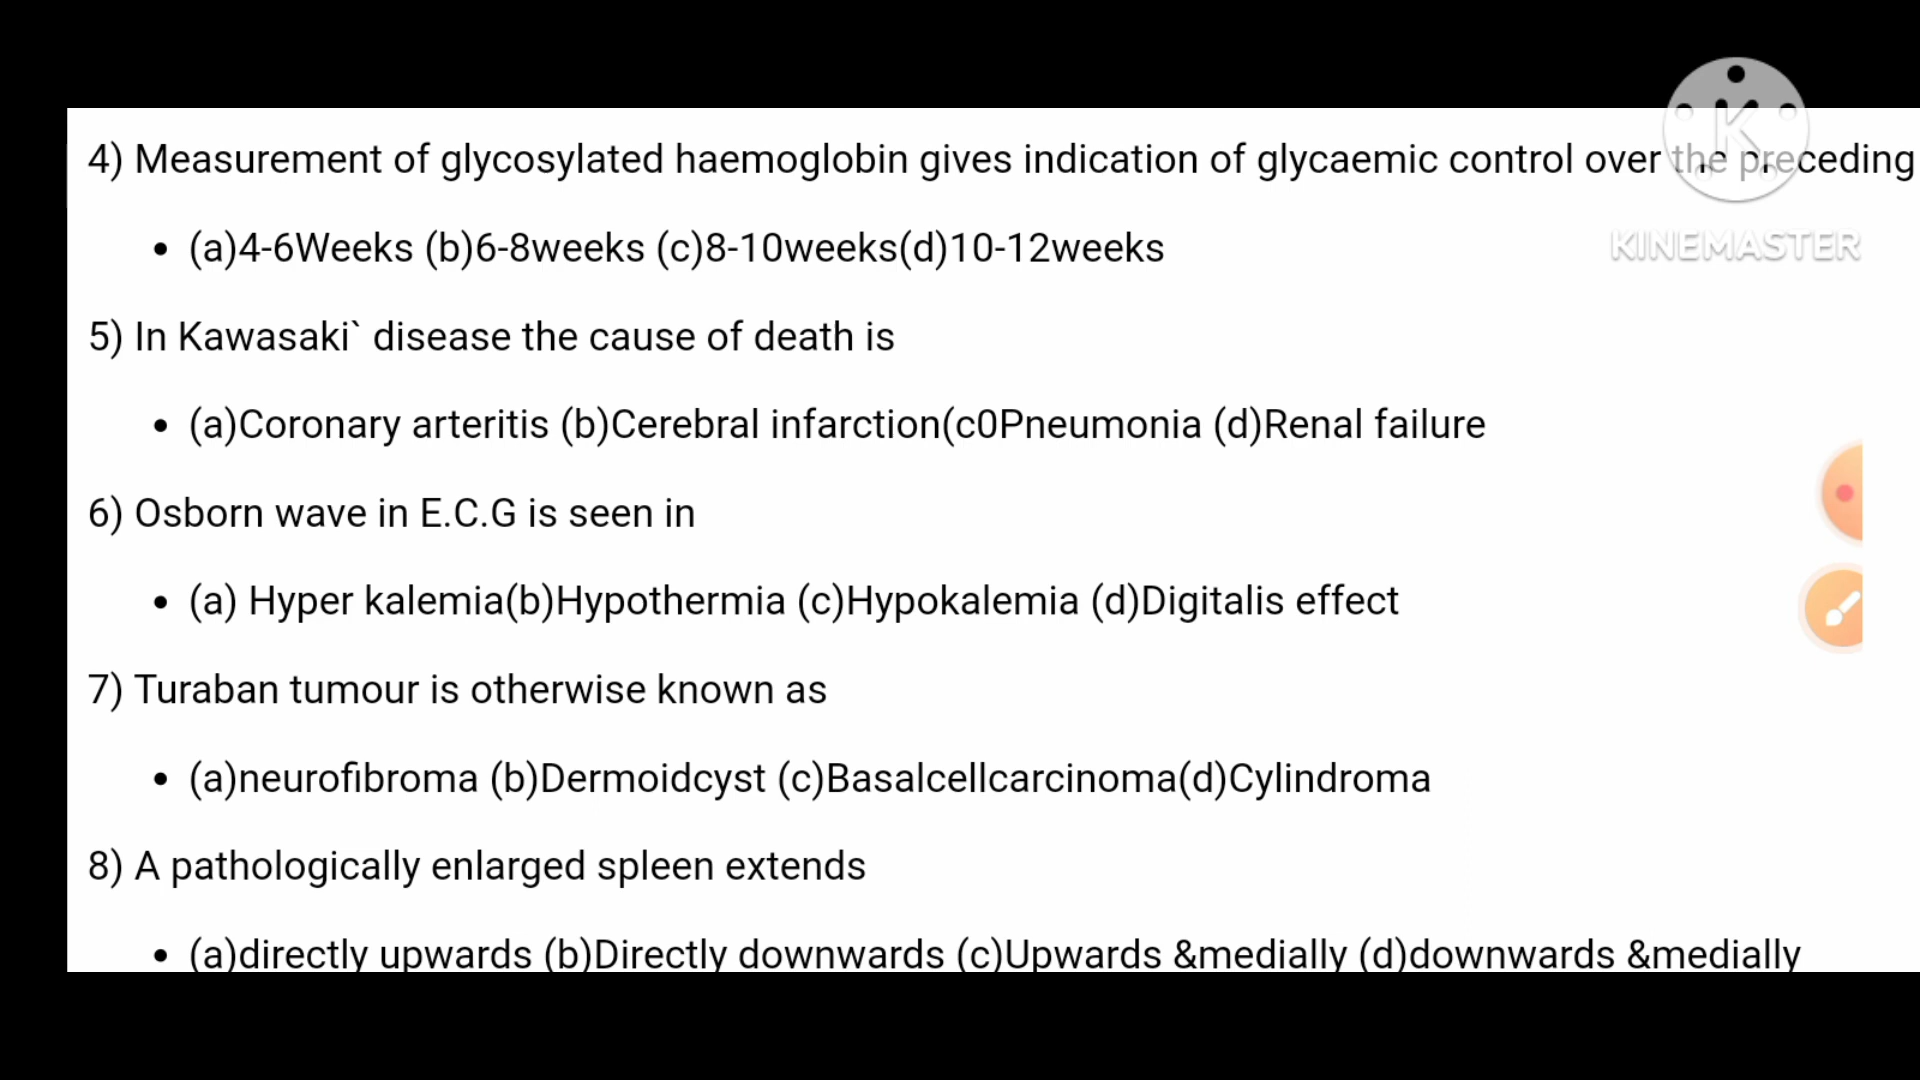 4) Measurement of glycosylated haemoglobin gives indication of glycaemic control over the preceding
• (a)4-6Weeks (b)6-8weeks (c)8-10weeks(d)10-12weeks
5) In Kawasaki` disease the cause of death is
• (a)Coronary arteritis (b)Cerebral infarction(c0Pneumonia (d)Renal failure
6) Osborn wave in E.C.G is seen in
• (a) Hyper kalemia(b)Hypothermia (c)Hypokalemia (d)Digitalis effect
7) Turaban tumour is otherwise known as
• (a)neurofibroma (b)Dermoidcyst (c)Basalcellcarcinoma(d)Cylindroma
8) A pathologically enlarged spleen extends
• (a)directly upwards (b)Directly downwards (c)Upwards &medially (d)downwards &medially
K
KINEMASTER